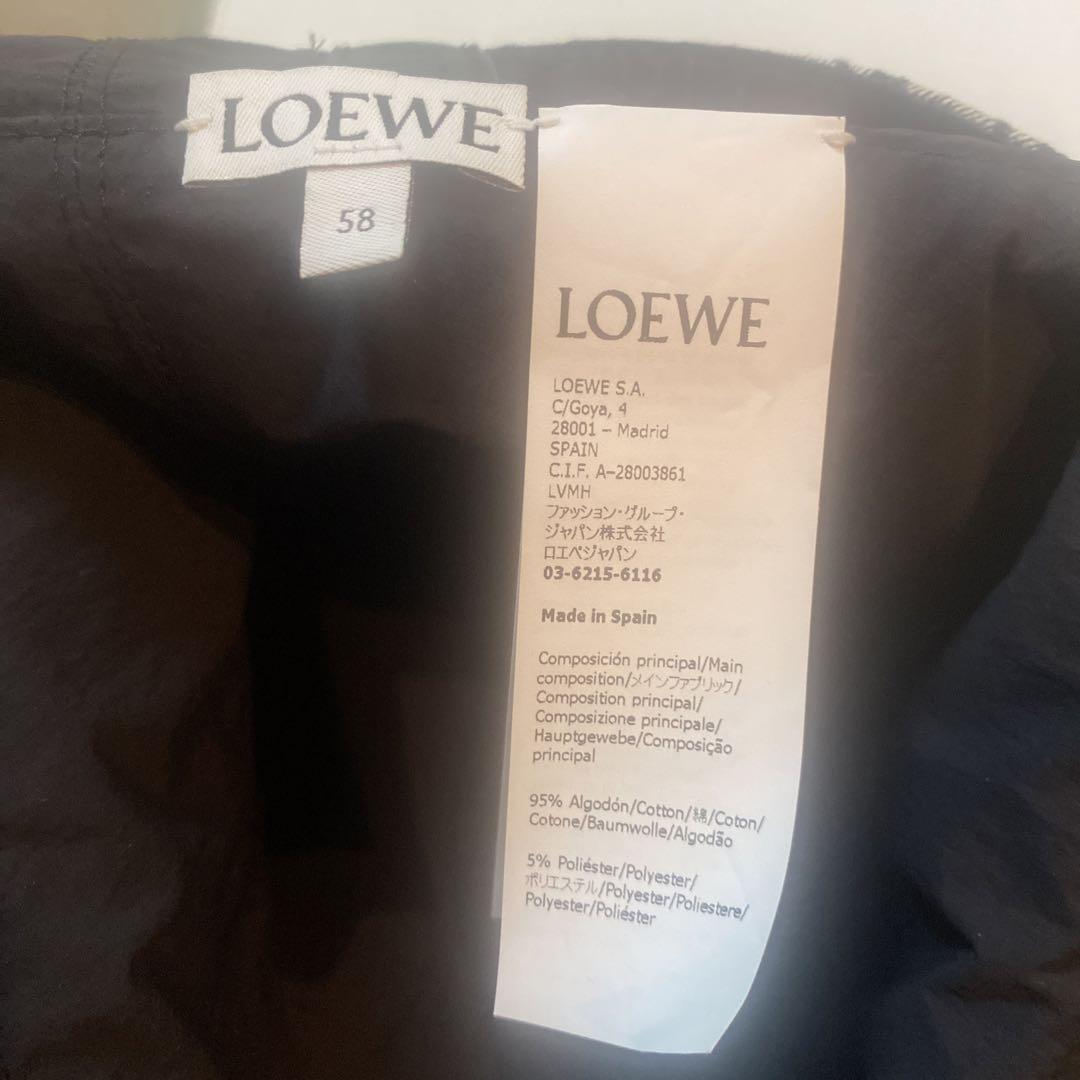 LOEWE
58
LOEWE
LOEWE S.A.
C/Goya, 4
28001 – Madrid
SPAIN
C.I.F. A–28003861
LVMH
ファッション・グループ・
ジャパン株式会社
ロエベジャパン
03-6215-6116
Made in Spain
Composición principal/Main
composition/メインファブリック/
Composition principal/
Composizione principale/
Hauptgewebe/Composição
principal
95% Algodón/Cotton/綿/Coton/
Cotone/Baumwolle/Algodão
5% Poliéster/Polyester/
ポリエステル/Polyester/Poliestere/
Polyester/Poliéster